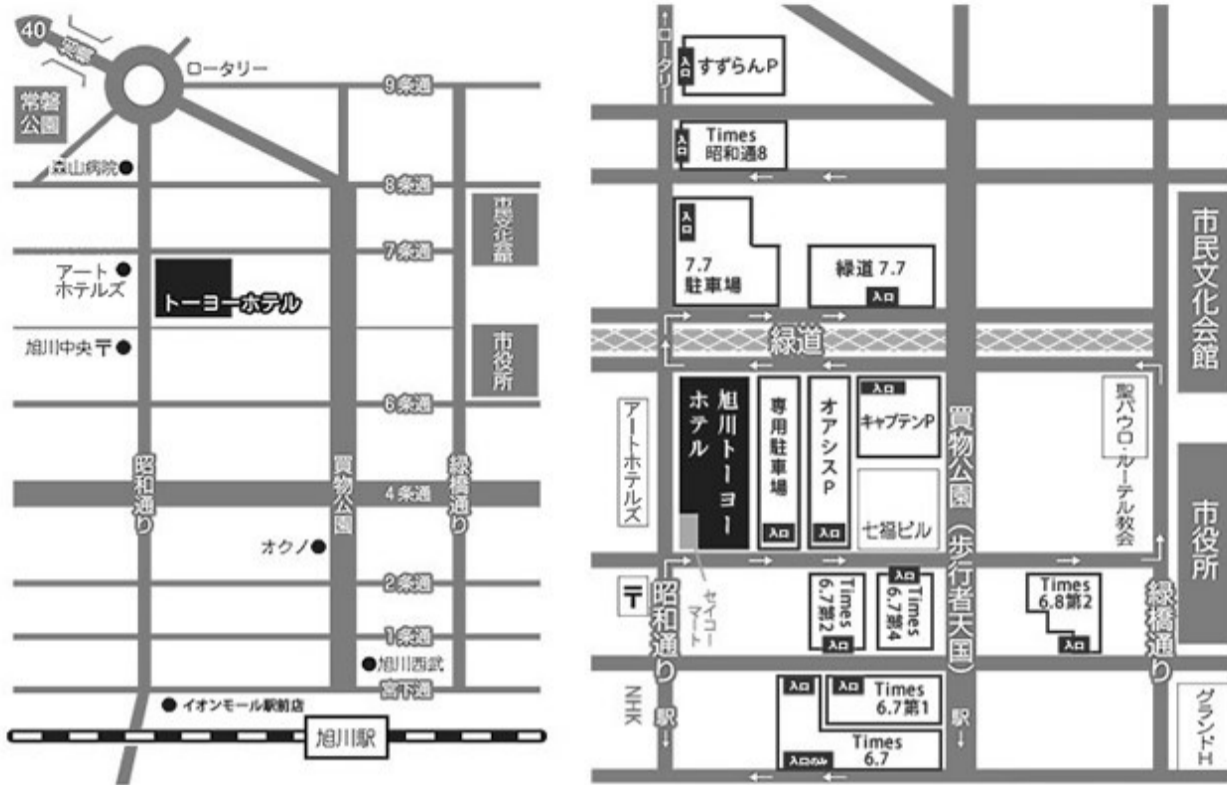 40
国道
ロータリー
9条通
常磐
公園
森山病院
8条通
市民文化会館
7条通
アート
ホテルズ
トーヨーホテル
旭川中央〒
市役所
6条通
昭和通り
買物公園
緑橋通り
4条通
オクノ
2条通
1条通
旭川西武
宮下通
イオンモール駅前店
旭川駅
↑ロータリー
入口
すずらんP
入口
Times
昭和通8
入口
7.7
駐車場
緑道 7.7
入口
市民文化会館
緑道
アートホテルズ
旭川トーヨー
ホテル
専用駐車場
入口
オアシスP
入口
入口
キャプテンP
七福ビル
買物公園(歩行者天国)
聖パウロ・ルーテル教会
市役所
〒
昭和通り
セイコー
マート
Times
6.7第2
入口
入口
Times
6.7第4
Times
6.8第2
入口
緑橋通り
NHK
駅↓
入口
入口
Times
6.7第1
Times
6.7
入口のみ
駅↓
グランドH